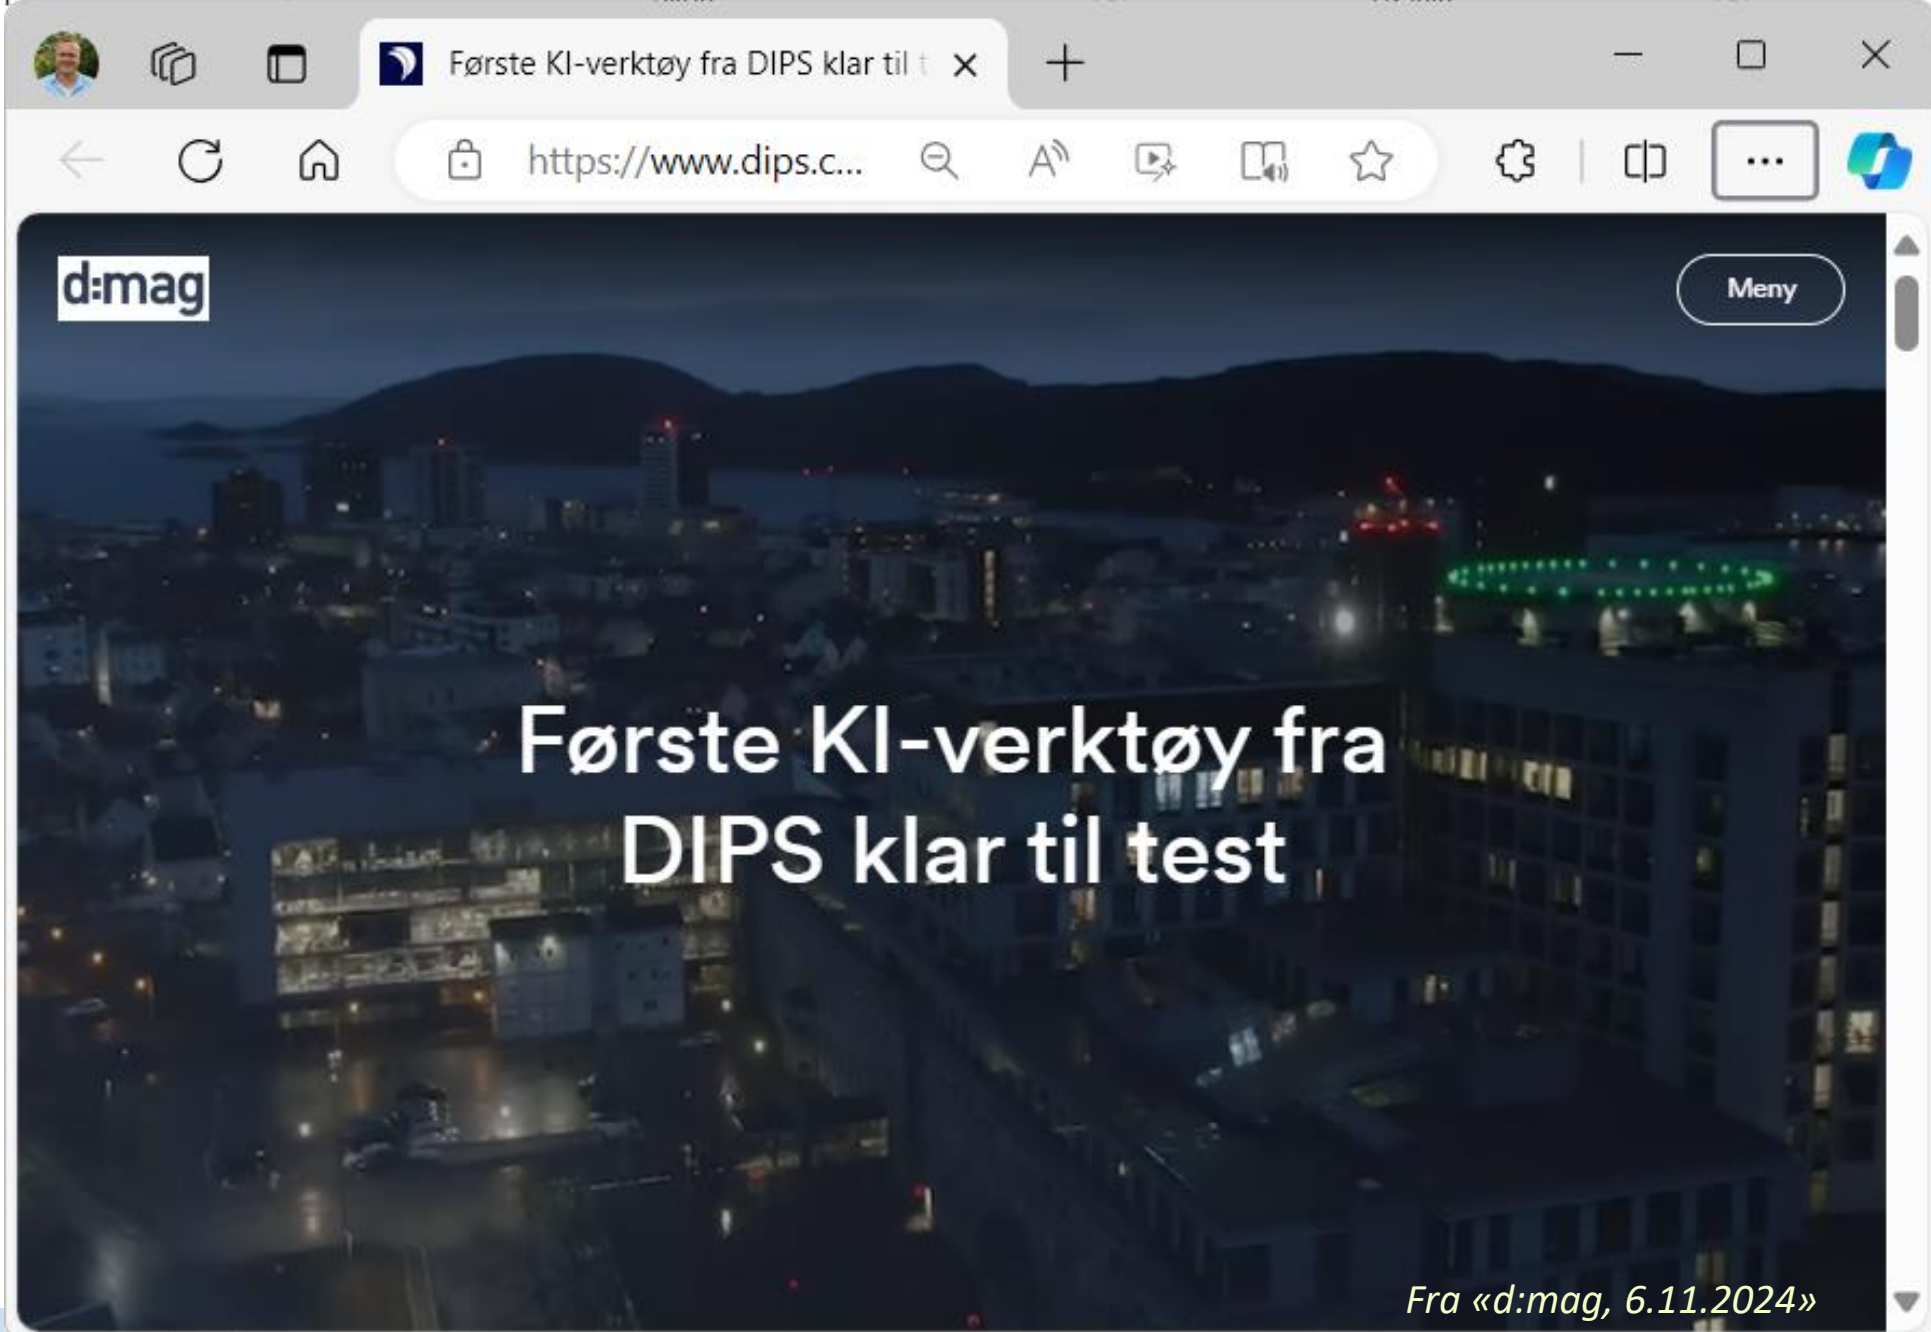 Første KI-verktøy fra DIPS klar til t
https://www.dips.c...
d:mag
Meny
Første KI-verktøy fra
DIPS klar til test
Fra «d:mag, 6.11.2024»